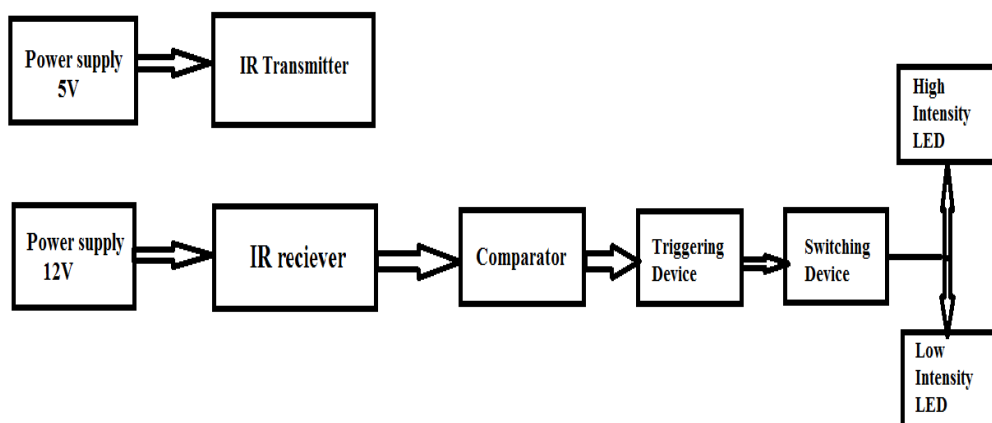 Power supply
5V
IR Transmitter
High
Intensity
LED
Power supply
12V
IR reciever
Comparator
Triggering
Device
Switching
Device
Low
Intensity
LED